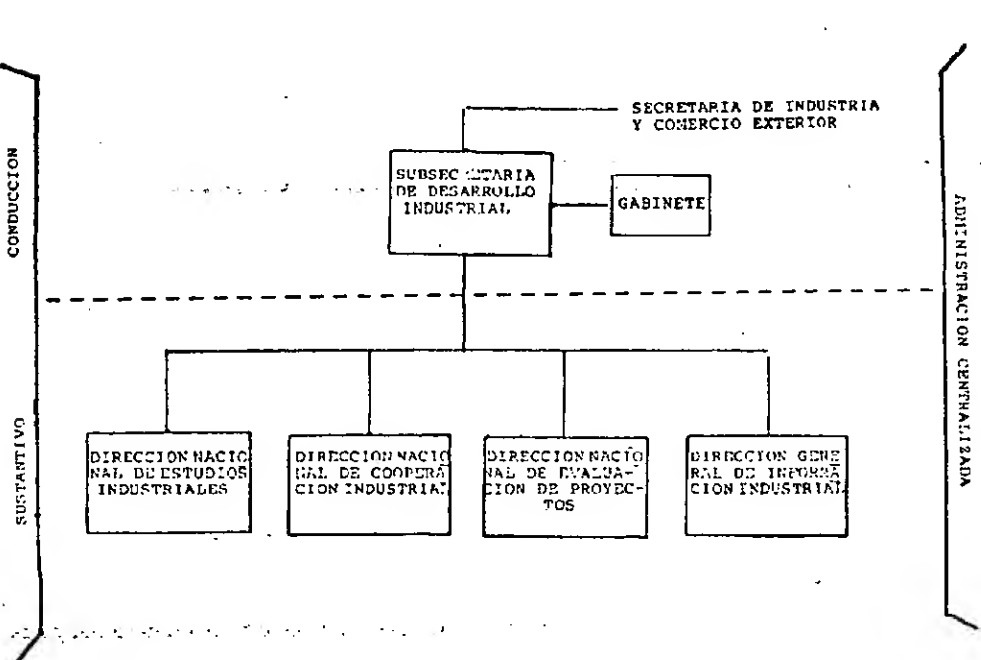 CONDUCCION
SECRETARIA DE INDUSTRIA
Y COMERCIO EXTERIOR
SUBSECRETARIA
DE DESARROLLO
INDUSTRIAL
GABINETE
ADMINISTRACION CENTRALIZADA
SUSTANTIVO
DIRECCION NACIO
NAL DE ESTUDIOS
INDUSTRIALES
DIRECCION NACIO
NAL DE COOPERA
CION INDUSTRIAL
DIRECCION NACIO
NAL DE EVALUA-
CION DE PROYEC-
TOS
DIRECCION GENE
RAL DE INFORMA
CION INDUSTRIAL